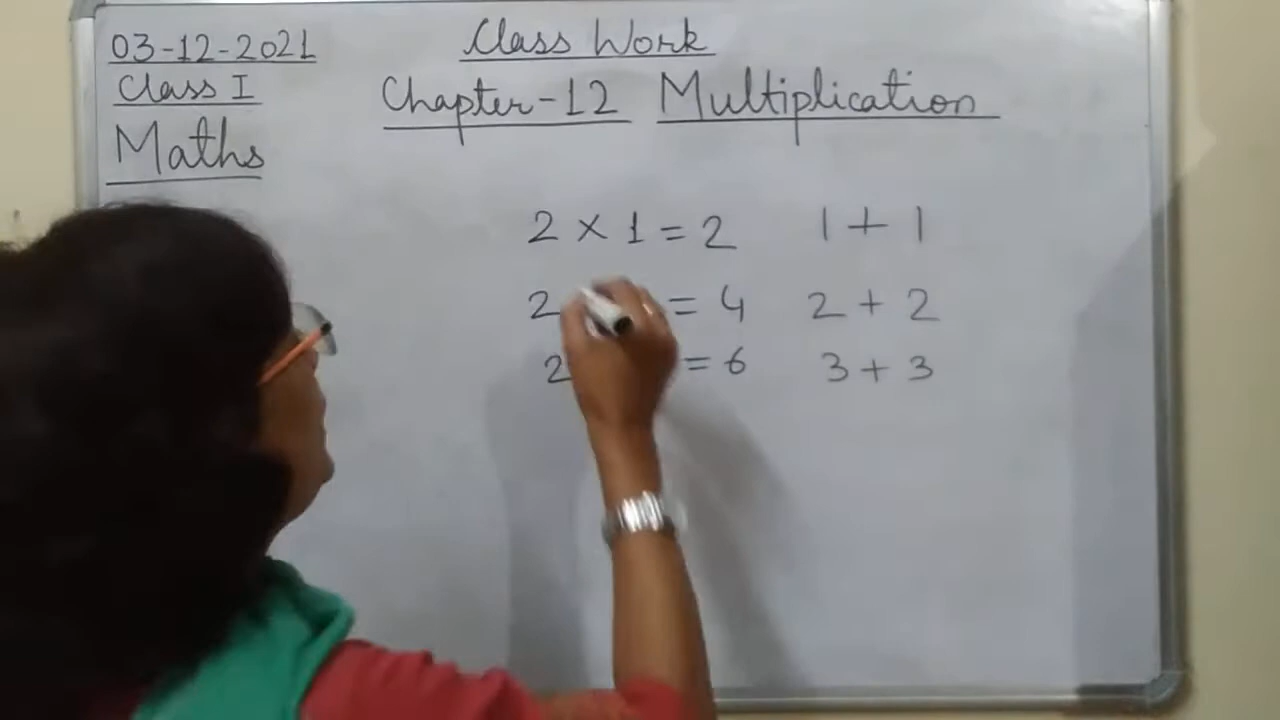 03-12-2021
Class Work
Class I
Chapter-12 Multiplication
Maths
2 × 1 = 2 1 + 1
2 = 4 2 + 2
2 = 6 3 + 3